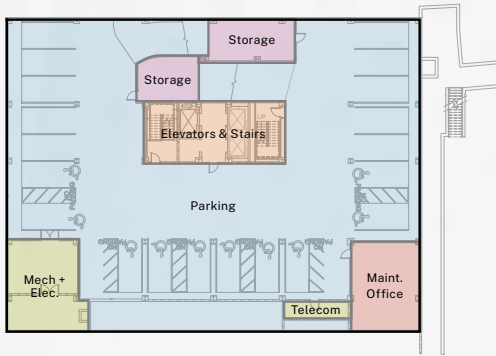 Storage
Storage
Elevators & Stairs
Parking
Mech +
Elec.
Maint.
Office
Telecom